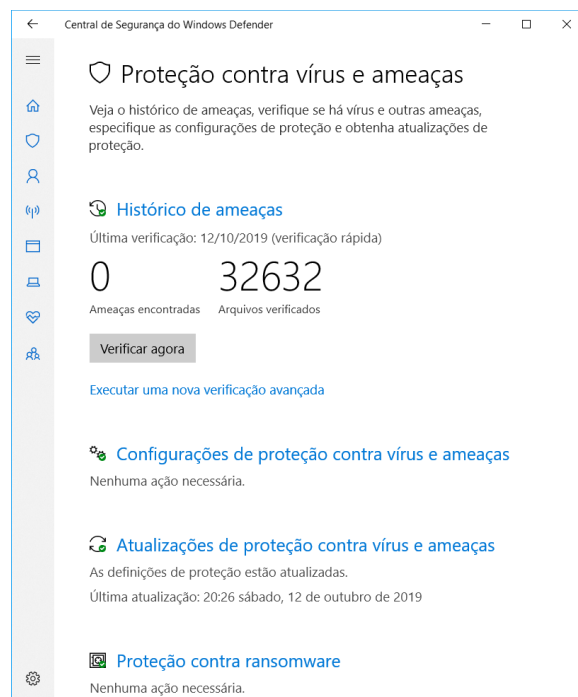 Central de Segurança do Windows Defender
Proteção contra vírus e ameaças
Veja o histórico de ameaças, verifique se há vírus e outras ameaças,
especifique as configurações de proteção e obtenha atualizações de
proteção.
Histórico de ameaças
Última verificação: 12/10/2019 (verificação rápida)
0 32632
Ameaças encontradas Arquivos verificados
Verificar agora
Executar uma nova verificação avançada
Configurações de proteção contra vírus e ameaças
Nenhuma ação necessária.
Atualizações de proteção contra vírus e ameaças
As definições de proteção estão atualizadas.
Última atualização: 20:26 sábado, 12 de outubro de 2019
Proteção contra ransomware
Nenhuma ação necessária.